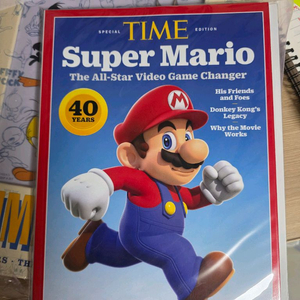 SPECIAL TIME EDITION
Super Mario
The All-Star Video Game Changer
40
YEARS
His Friends
and Foes
Donkey Kong's
Legacy
Why the Movie
Works
M